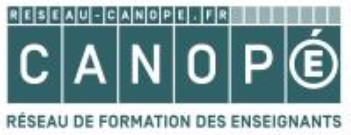 RESEAU-CANOPE.FR
CANOPÉ
RÉSEAU DE FORMATION DES ENSEIGNANTS